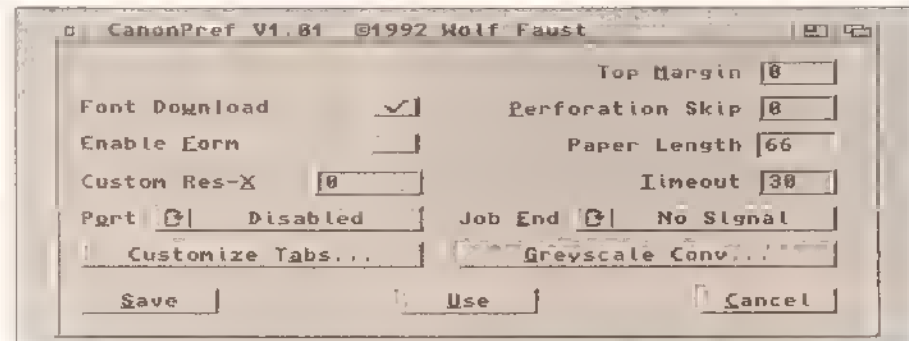 CanonPref V1.01 ©1992 Wolf Faust
Top Margin 0
Font Download Perforation Skip 0
Enable Form Paper Length 66
Custom Res-X 0 Timeout 30
Port Disabled Job End No Signal
Customize Tabs... Greyscale Conv...
Save Use Cancel